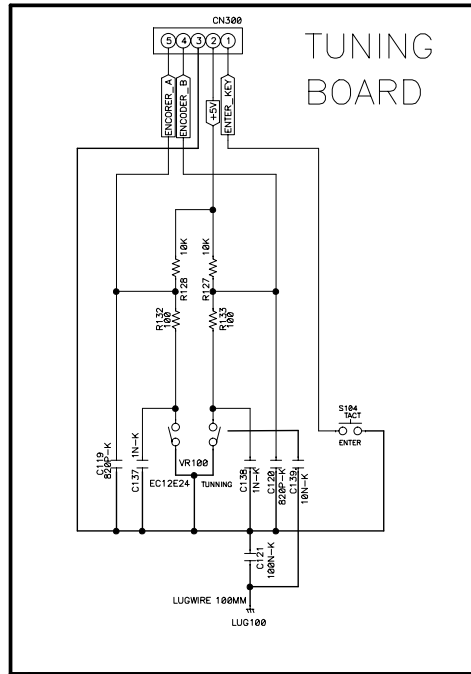 CN300
5 4 3 2 1
TUNING
BOARD
ENCORER_A
ENCODER_B
+5V
ENTER_KEY
10K
R128
10K
R127
R132
100
R133
100
S104
TACT
ENTER
C119
820P-K
C137
1N-K
VR100
EC12E24
TUNNING
C138
1N-K
C120
820P-K
C139
10N-K
C121
100N-K
LUGWIRE 100MM
LUG100